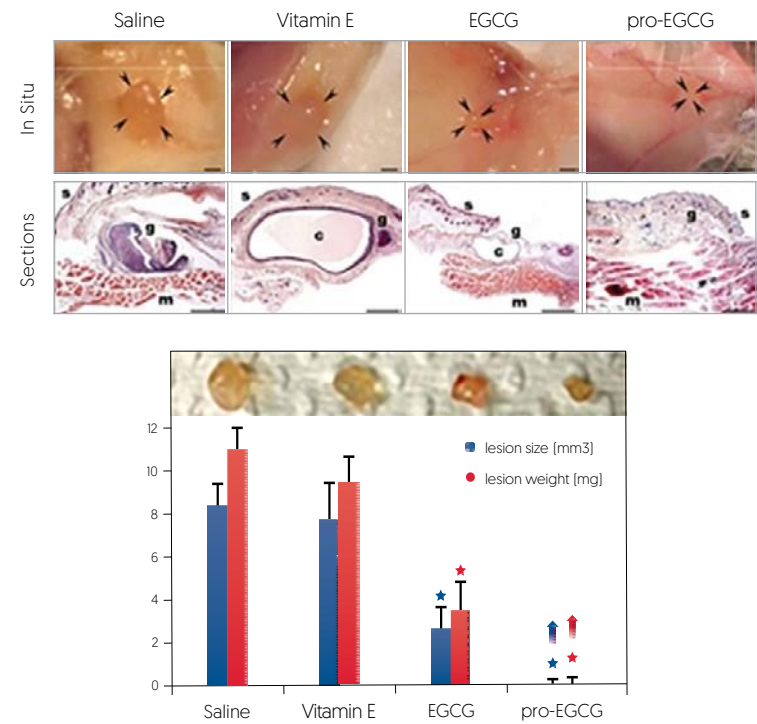 Saline Vitamin E EGCG pro-EGCG
In Situ
Sections
s g m
s c g
s g c m
g s m
12
10
8
6
4
2
0
lesion size [mm3]
lesion weight [mg]
Saline Vitamin E EGCG pro-EGCG